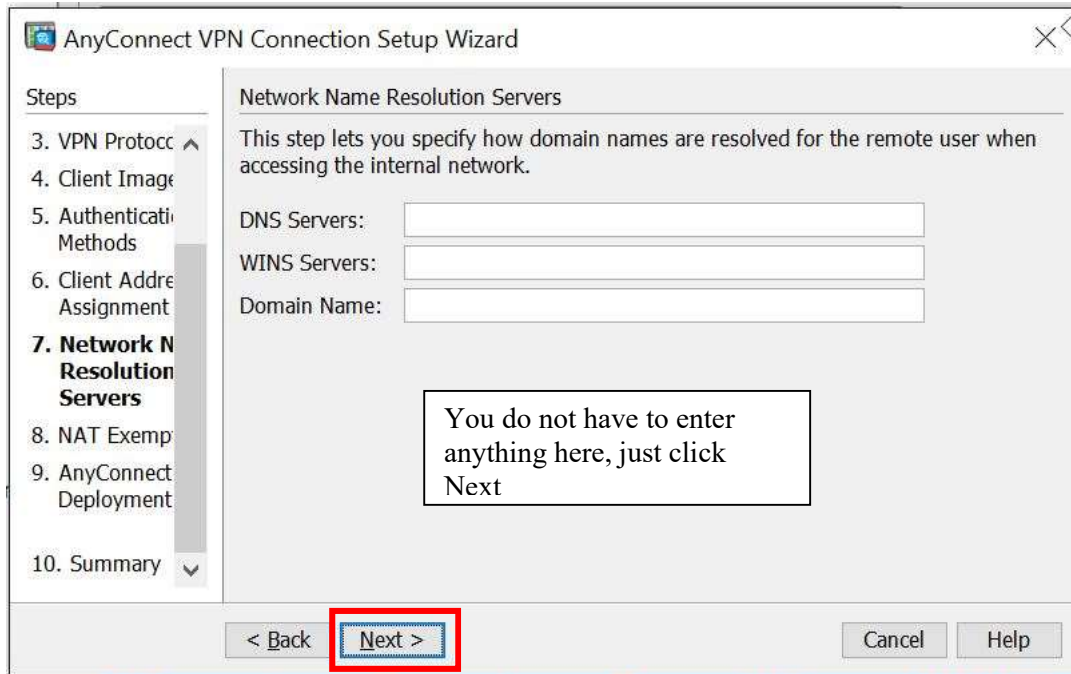 AnyConnect VPN Connection Setup Wizard
Steps
3. VPN Protocc
4. Client Image
5. Authenticati
Methods
6. Client Addre
Assignment
7. Network N
Resolution
Servers
8. NAT Exemp
9. AnyConnect
Deployment
10. Summary
Network Name Resolution Servers
This step lets you specify how domain names are resolved for the remote user when
accessing the internal network.
DNS Servers:
WINS Servers:
Domain Name:
You do not have to enter
anything here, just click
Next
< Back
Next >
Cancel
Help